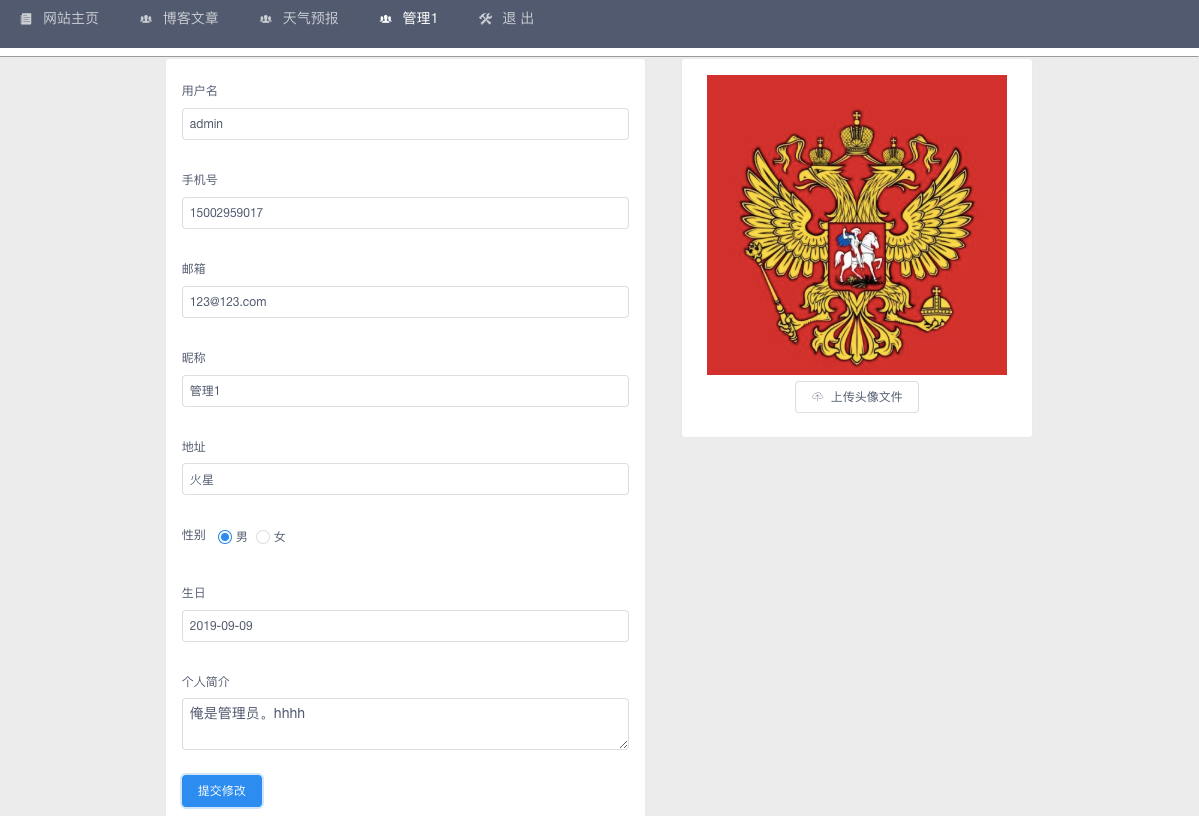 网站主页 博客文章 天气预报 管理1 退 出
用户名
admin
手机号
15002959017
邮箱
123@123.com
昵称
管理1
地址
火星
性别 男 女
生日
2019-09-09
个人简介
俺是管理员。hhhh
提交修改
上传头像文件